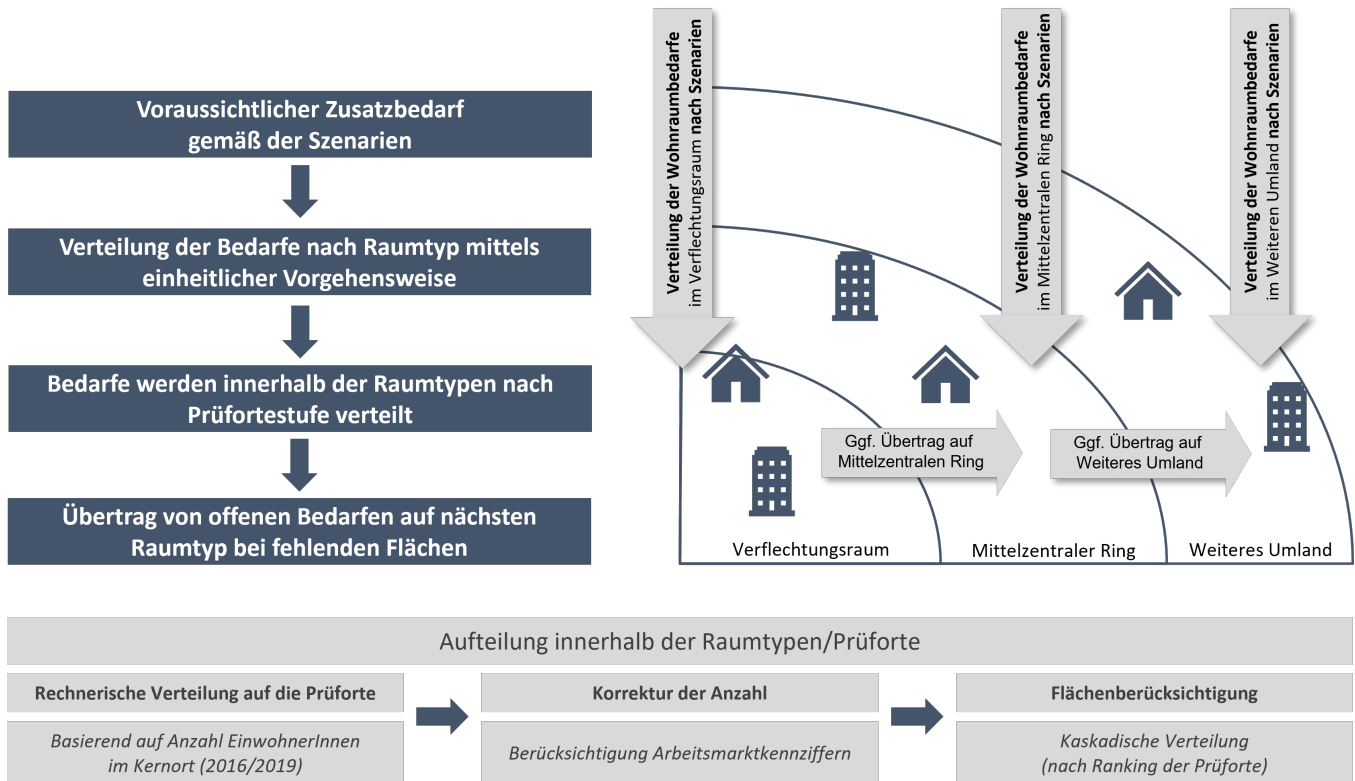 Voraussichtlicher Zusatzbedarf
gemäß der Szenarien
Verteilung der Bedarfe nach Raumtyp mittels
einheitlicher Vorgehensweise
Bedarfe werden innerhalb der Raumtypen nach
Prüfortestufe verteilt
Übertrag von offenen Bedarfen auf nächsten
Raumtyp bei fehlenden Flächen
Verteilung der Wohnraumbedarfe
im Verflechtungsraum nach Szenarien
Verteilung der Wohnraumbedarfe
im Mittelzentralen Ring nach Szenarien
Verteilung der Wohnraumbedarfe
im Weiteren Umland nach Szenarien
Ggf. Übertrag auf
Mittelzentralen Ring
Ggf. Übertrag auf
Weiteres Umland
Verflechtungsraum
Mittelzentraler Ring
Weiteres Umland
Aufteilung innerhalb der Raumtypen/Prüforte
Rechnerische Verteilung auf die Prüforte
Basierend auf Anzahl EinwohnerInnen
im Kernort (2016/2019)
Korrektur der Anzahl
Berücksichtigung Arbeitsmarktkennziffern
Flächenberücksichtigung
Kaskadische Verteilung
(nach Ranking der Prüforte)